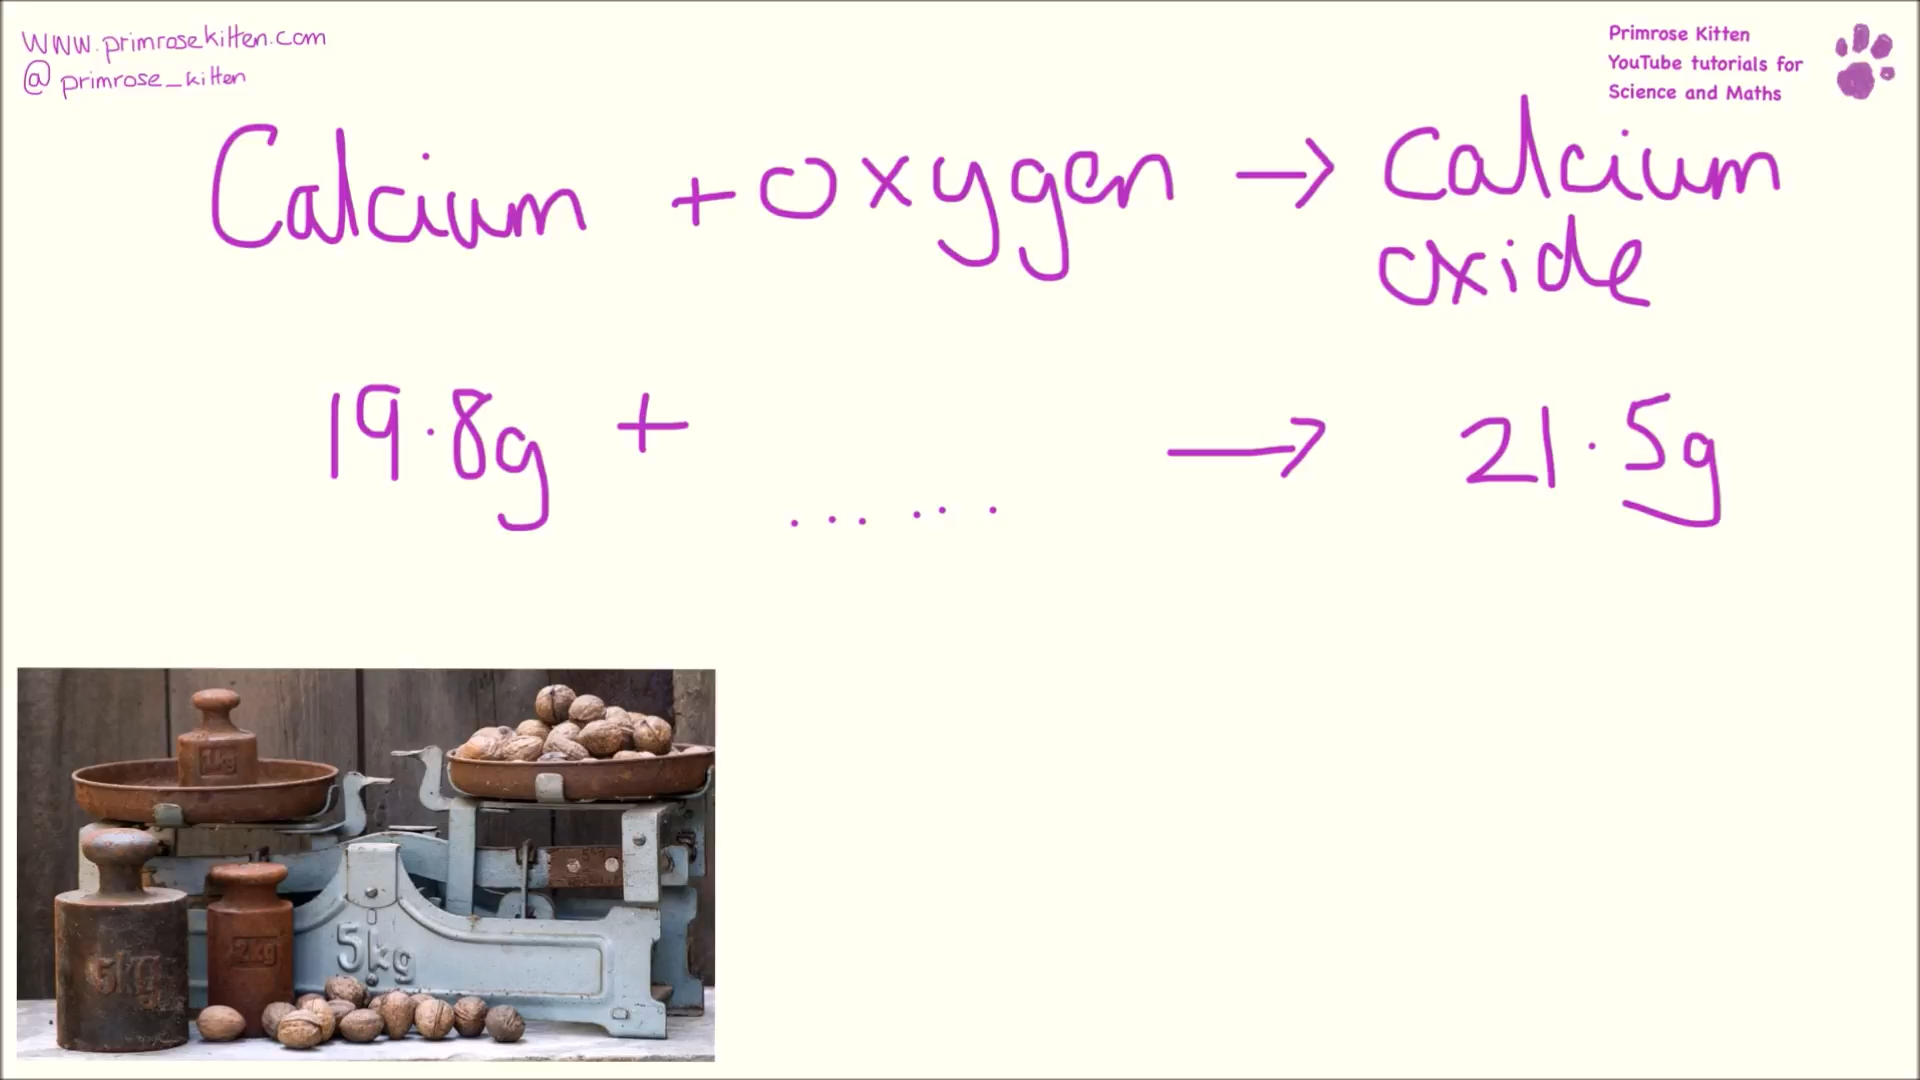 www.primrosekitten.com
@primrose_kitten
Primrose Kitten
YouTube tutorials for
Science and Maths
Calcium + oxygen → calcium
oxide
19.8g + ...... → 21.5g
1kg
5kg
2kg
5kg